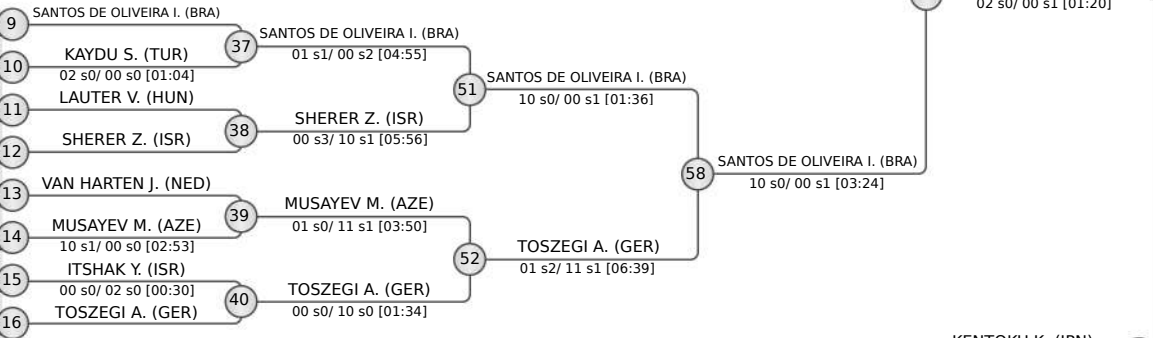 02 s0/ 00 s1 [01:20]
9
SANTOS DE OLIVEIRA I. (BRA)
37
SANTOS DE OLIVEIRA I. (BRA)
01 s1/ 00 s2 [04:55]
10
KAYDU S. (TUR)
02 s0/ 00 s0 [01:04]
51
SANTOS DE OLIVEIRA I. (BRA)
10 s0/ 00 s1 [01:36]
11
LAUTER V. (HUN)
38
SHERER Z. (ISR)
00 s3/ 10 s1 [05:56]
12
SHERER Z. (ISR)
58
SANTOS DE OLIVEIRA I. (BRA)
10 s0/ 00 s1 [03:24]
13
VAN HARTEN J. (NED)
39
MUSAYEV M. (AZE)
01 s0/ 11 s1 [03:50]
14
MUSAYEV M. (AZE)
10 s1/ 00 s0 [02:53]
52
TOSZEGI A. (GER)
01 s2/ 11 s1 [06:39]
15
ITSHAK Y. (ISR)
00 s0/ 02 s0 [00:30]
40
TOSZEGI A. (GER)
00 s0/ 10 s0 [01:34]
16
TOSZEGI A. (GER)